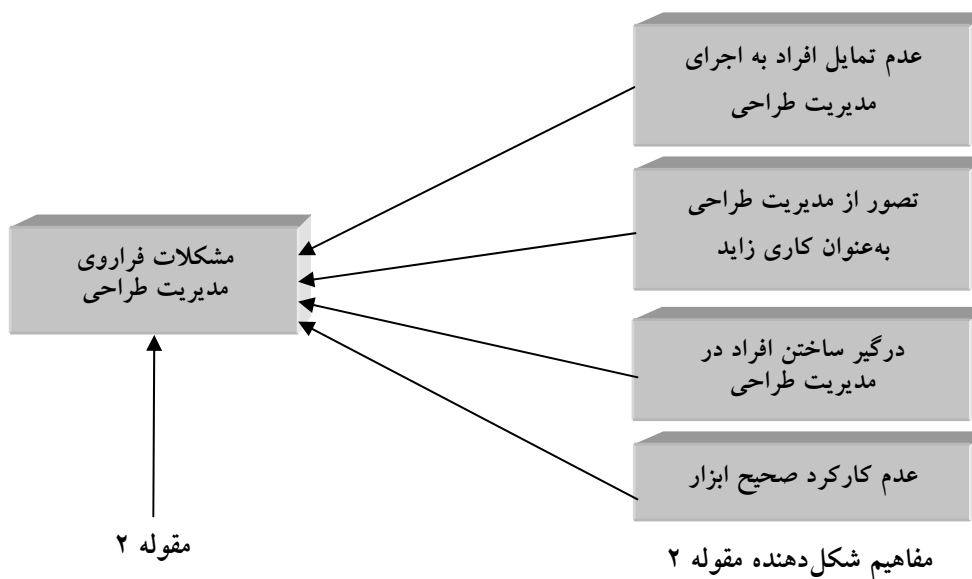 عدم تمایل افراد به اجرای
مدیریت طراحی
تصور از مدیریت طراحی
به‌عنوان کاری زاید
مشکلات فراروی
مدیریت طراحی
درگیر ساختن افراد در
مدیریت طراحی
عدم کارکرد صحیح ابزار
مقوله ۲
مفاهیم شکل‌دهنده مقوله ۲